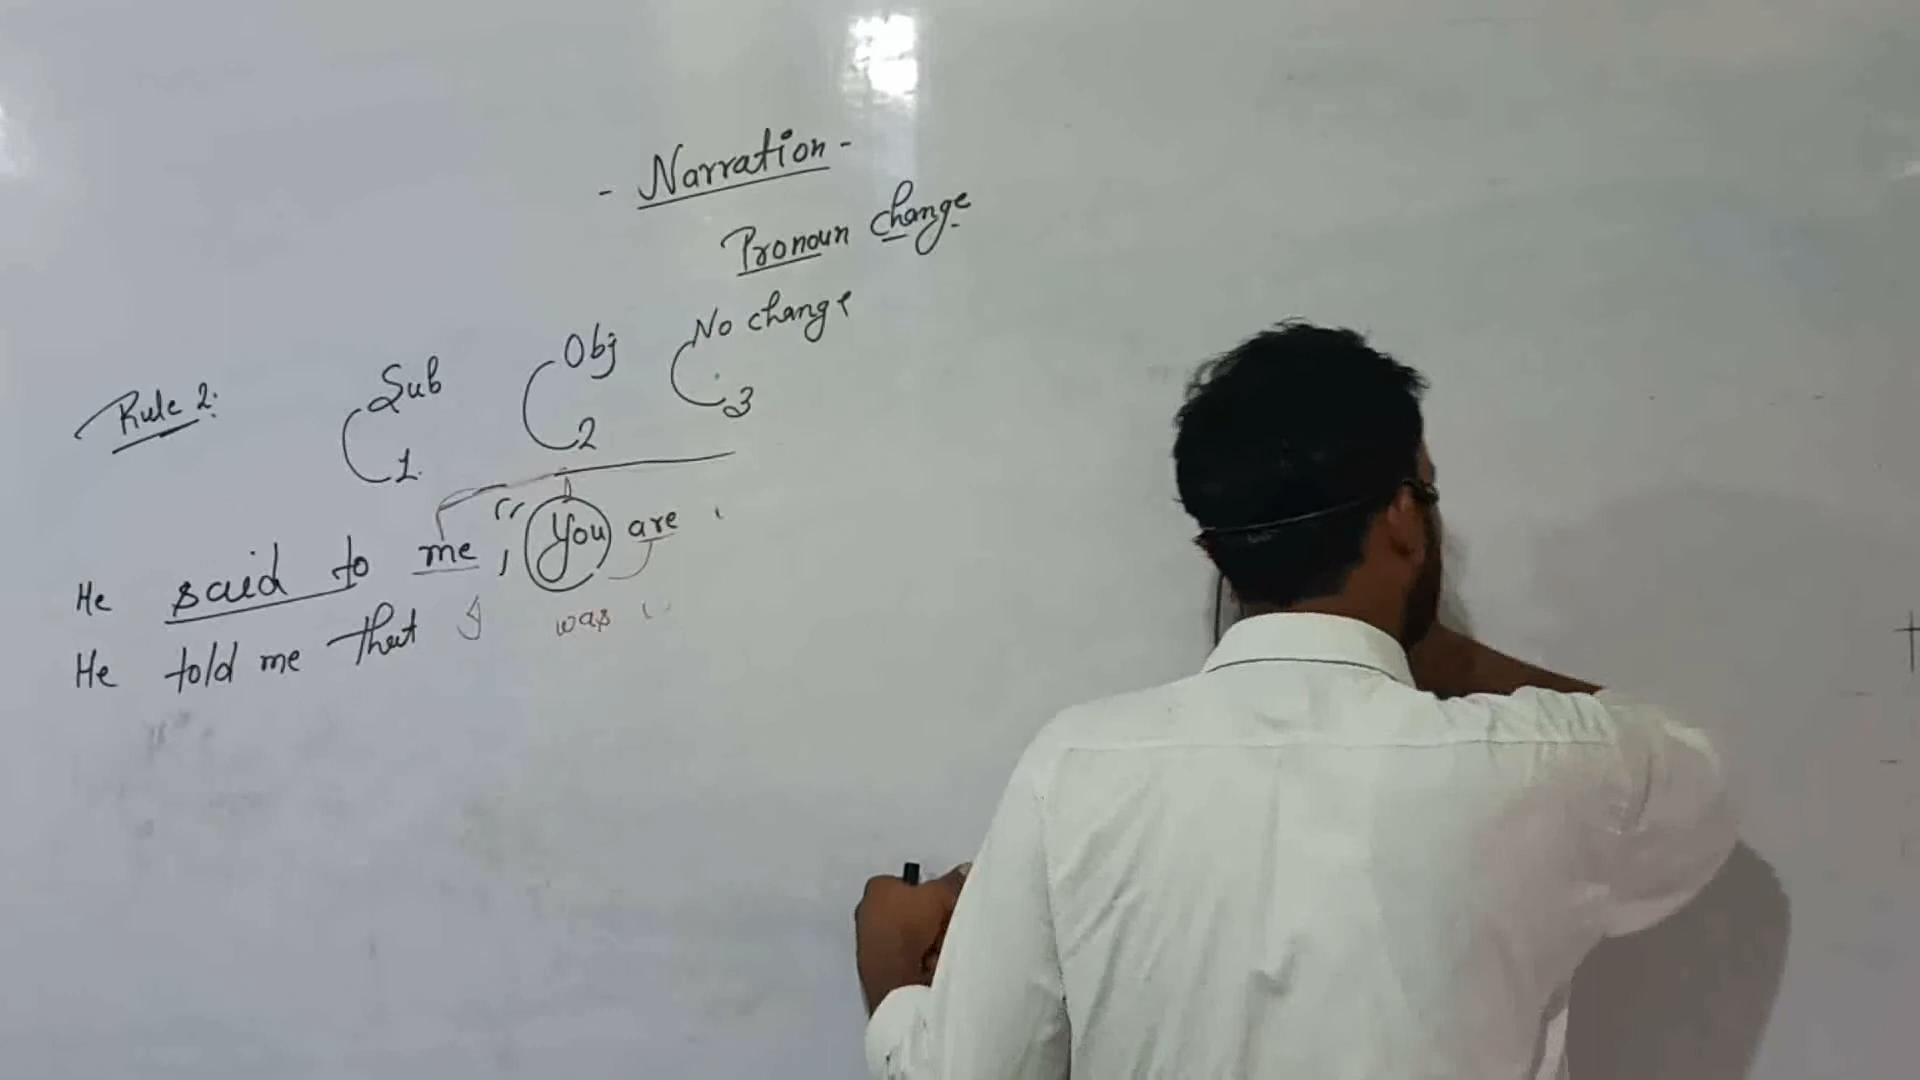 - Narration -
Pronoun change
Rule 2: Sub Obj No change
1. 2 3
He said to me, " You are .
He told me that I was